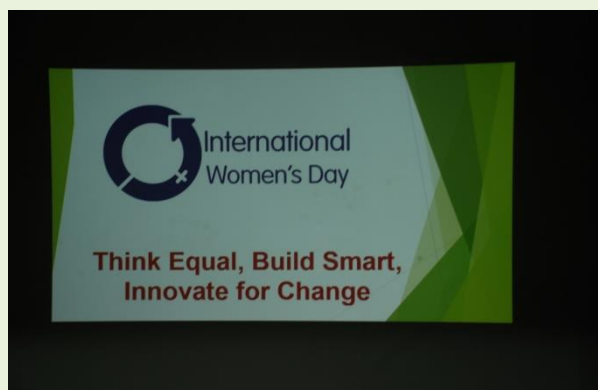 International
Women's Day
Think Equal, Build Smart,
Innovate for Change